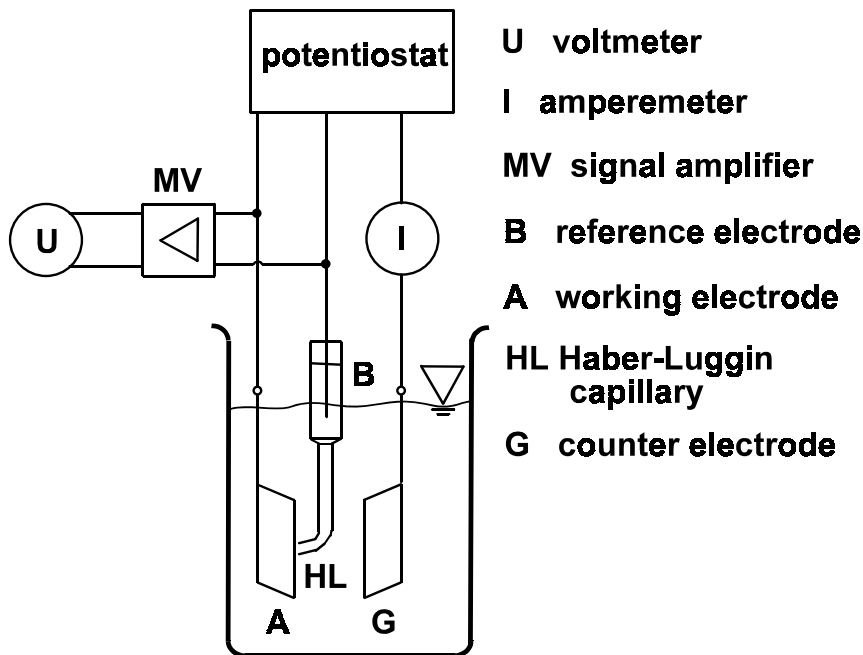 potentiostat
MV
U
I
B
HL
A
G
U voltmeter
I amperemeter
MV signal amplifier
B reference electrode
A working electrode
HL Haber-Luggin
capillary
G counter electrode